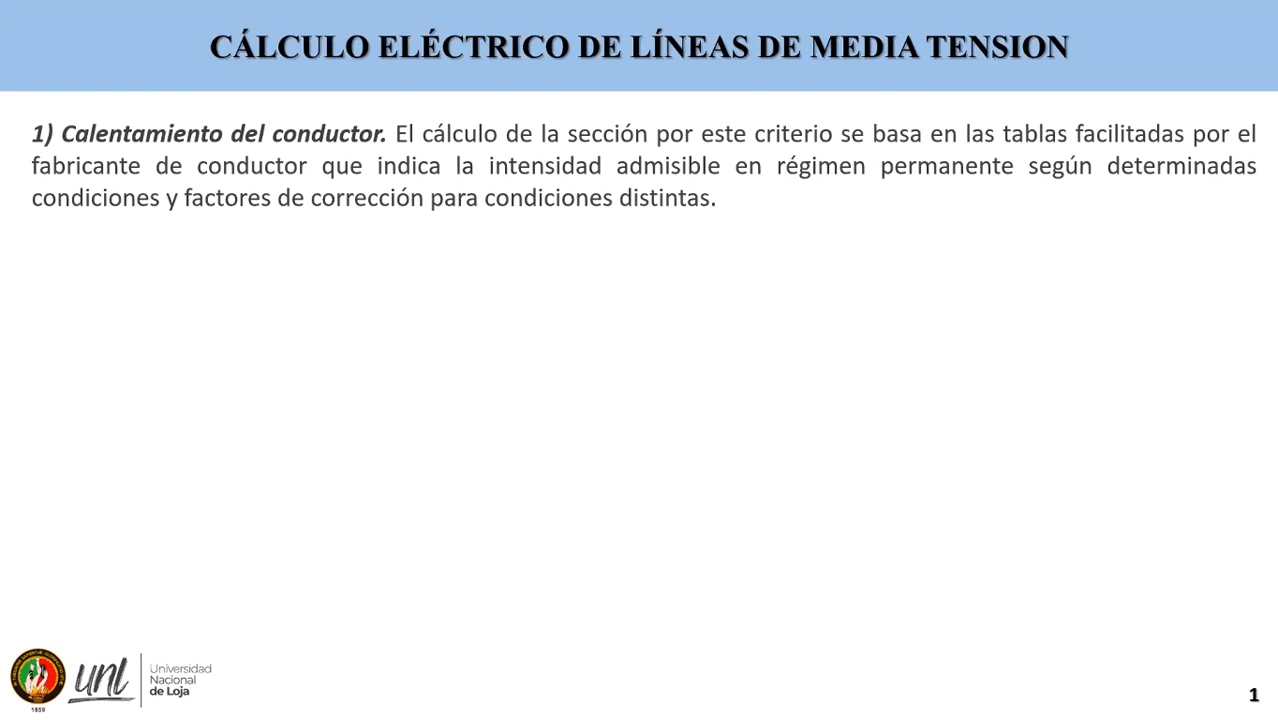 CÁLCULO ELÉCTRICO DE LÍNEAS DE MEDIA TENSION
1) Calentamiento del conductor. El cálculo de la sección por este criterio se basa en las tablas facilitadas por el
fabricante de conductor que indica la intensidad admisible en régimen permanente según determinadas
condiciones y factores de corrección para condiciones distintas.
1859
unl
Universidad
Nacional
de Loja
1